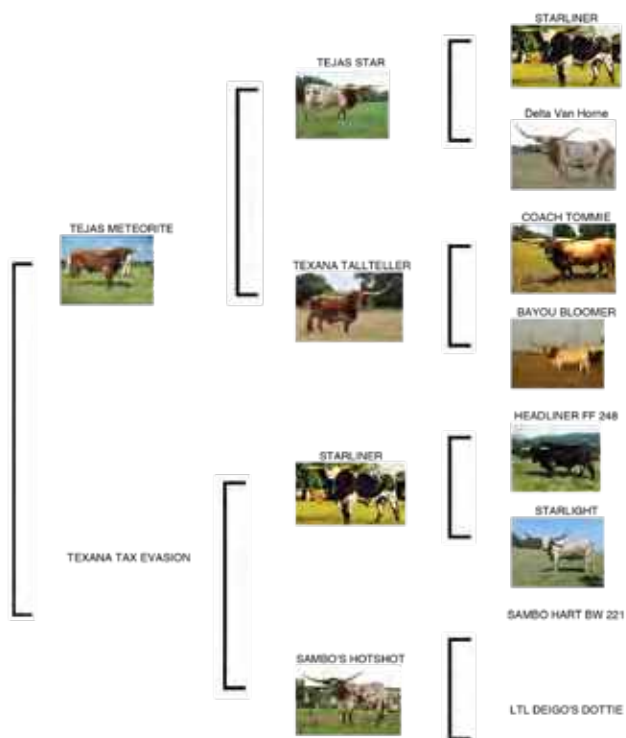 STARLINER
TEJAS STAR
Delta Van Horne
COACH TOMMIE
TEJAS METEORITE
TEXANA TALLTELLER
BAYOU BLOOMER
HEADLINER FF 248
STARLINER
STARLIGHT
TEXANA TAX EVASION
SAMBO HART BW 221
SAMBO'S HOTSHOT
LTL DEIGO'S DOTTIE